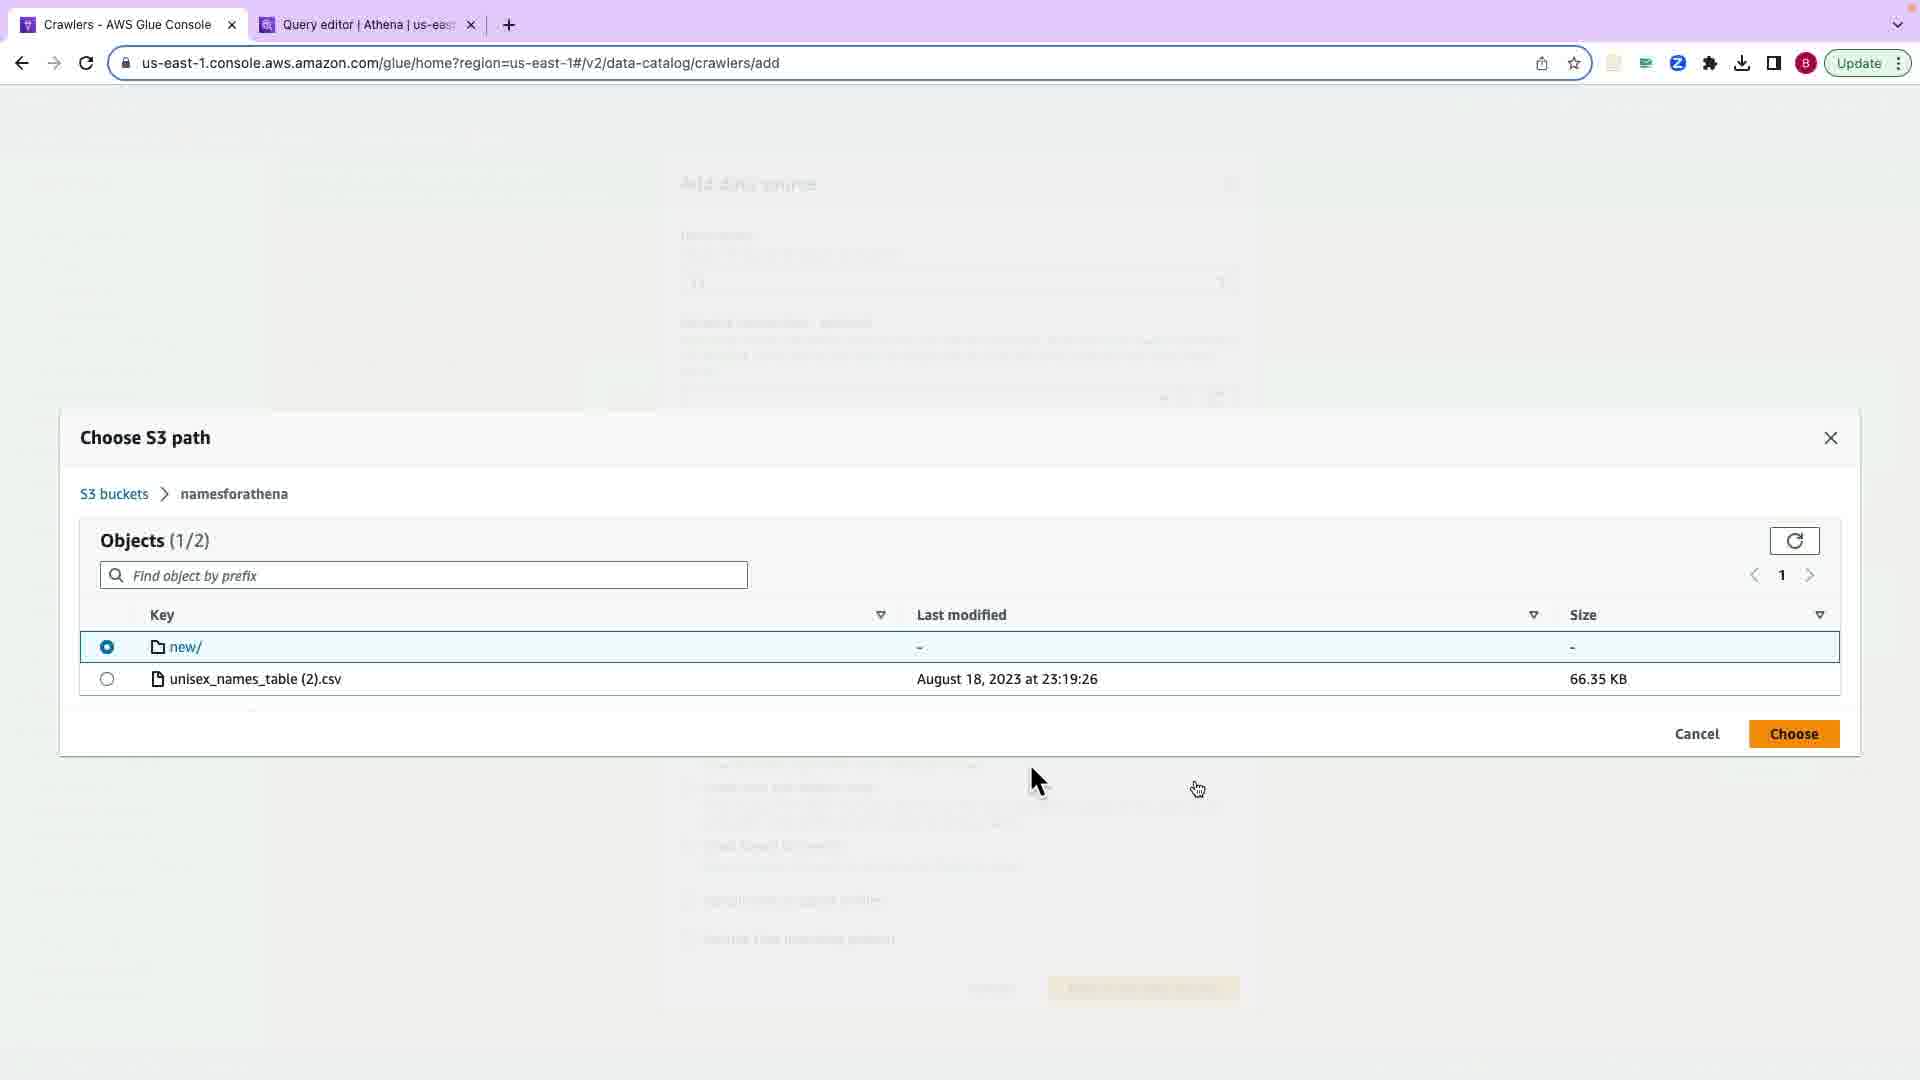 Crawlers - AWS Glue Console
Query editor | Athena | us-eas
us-east-1.console.aws.amazon.com/glue/home?region=us-east-1#/v2/data-catalog/crawlers/add
B
Update
Add data source
Choose S3 path
S3 buckets > namesforathena
Objects (1/2)
Find object by prefix
1
Key Last modified Size
new/ - -
unisex_names_table (2).csv August 18, 2023 at 23:19:26 66.35 KB
Cancel Choose